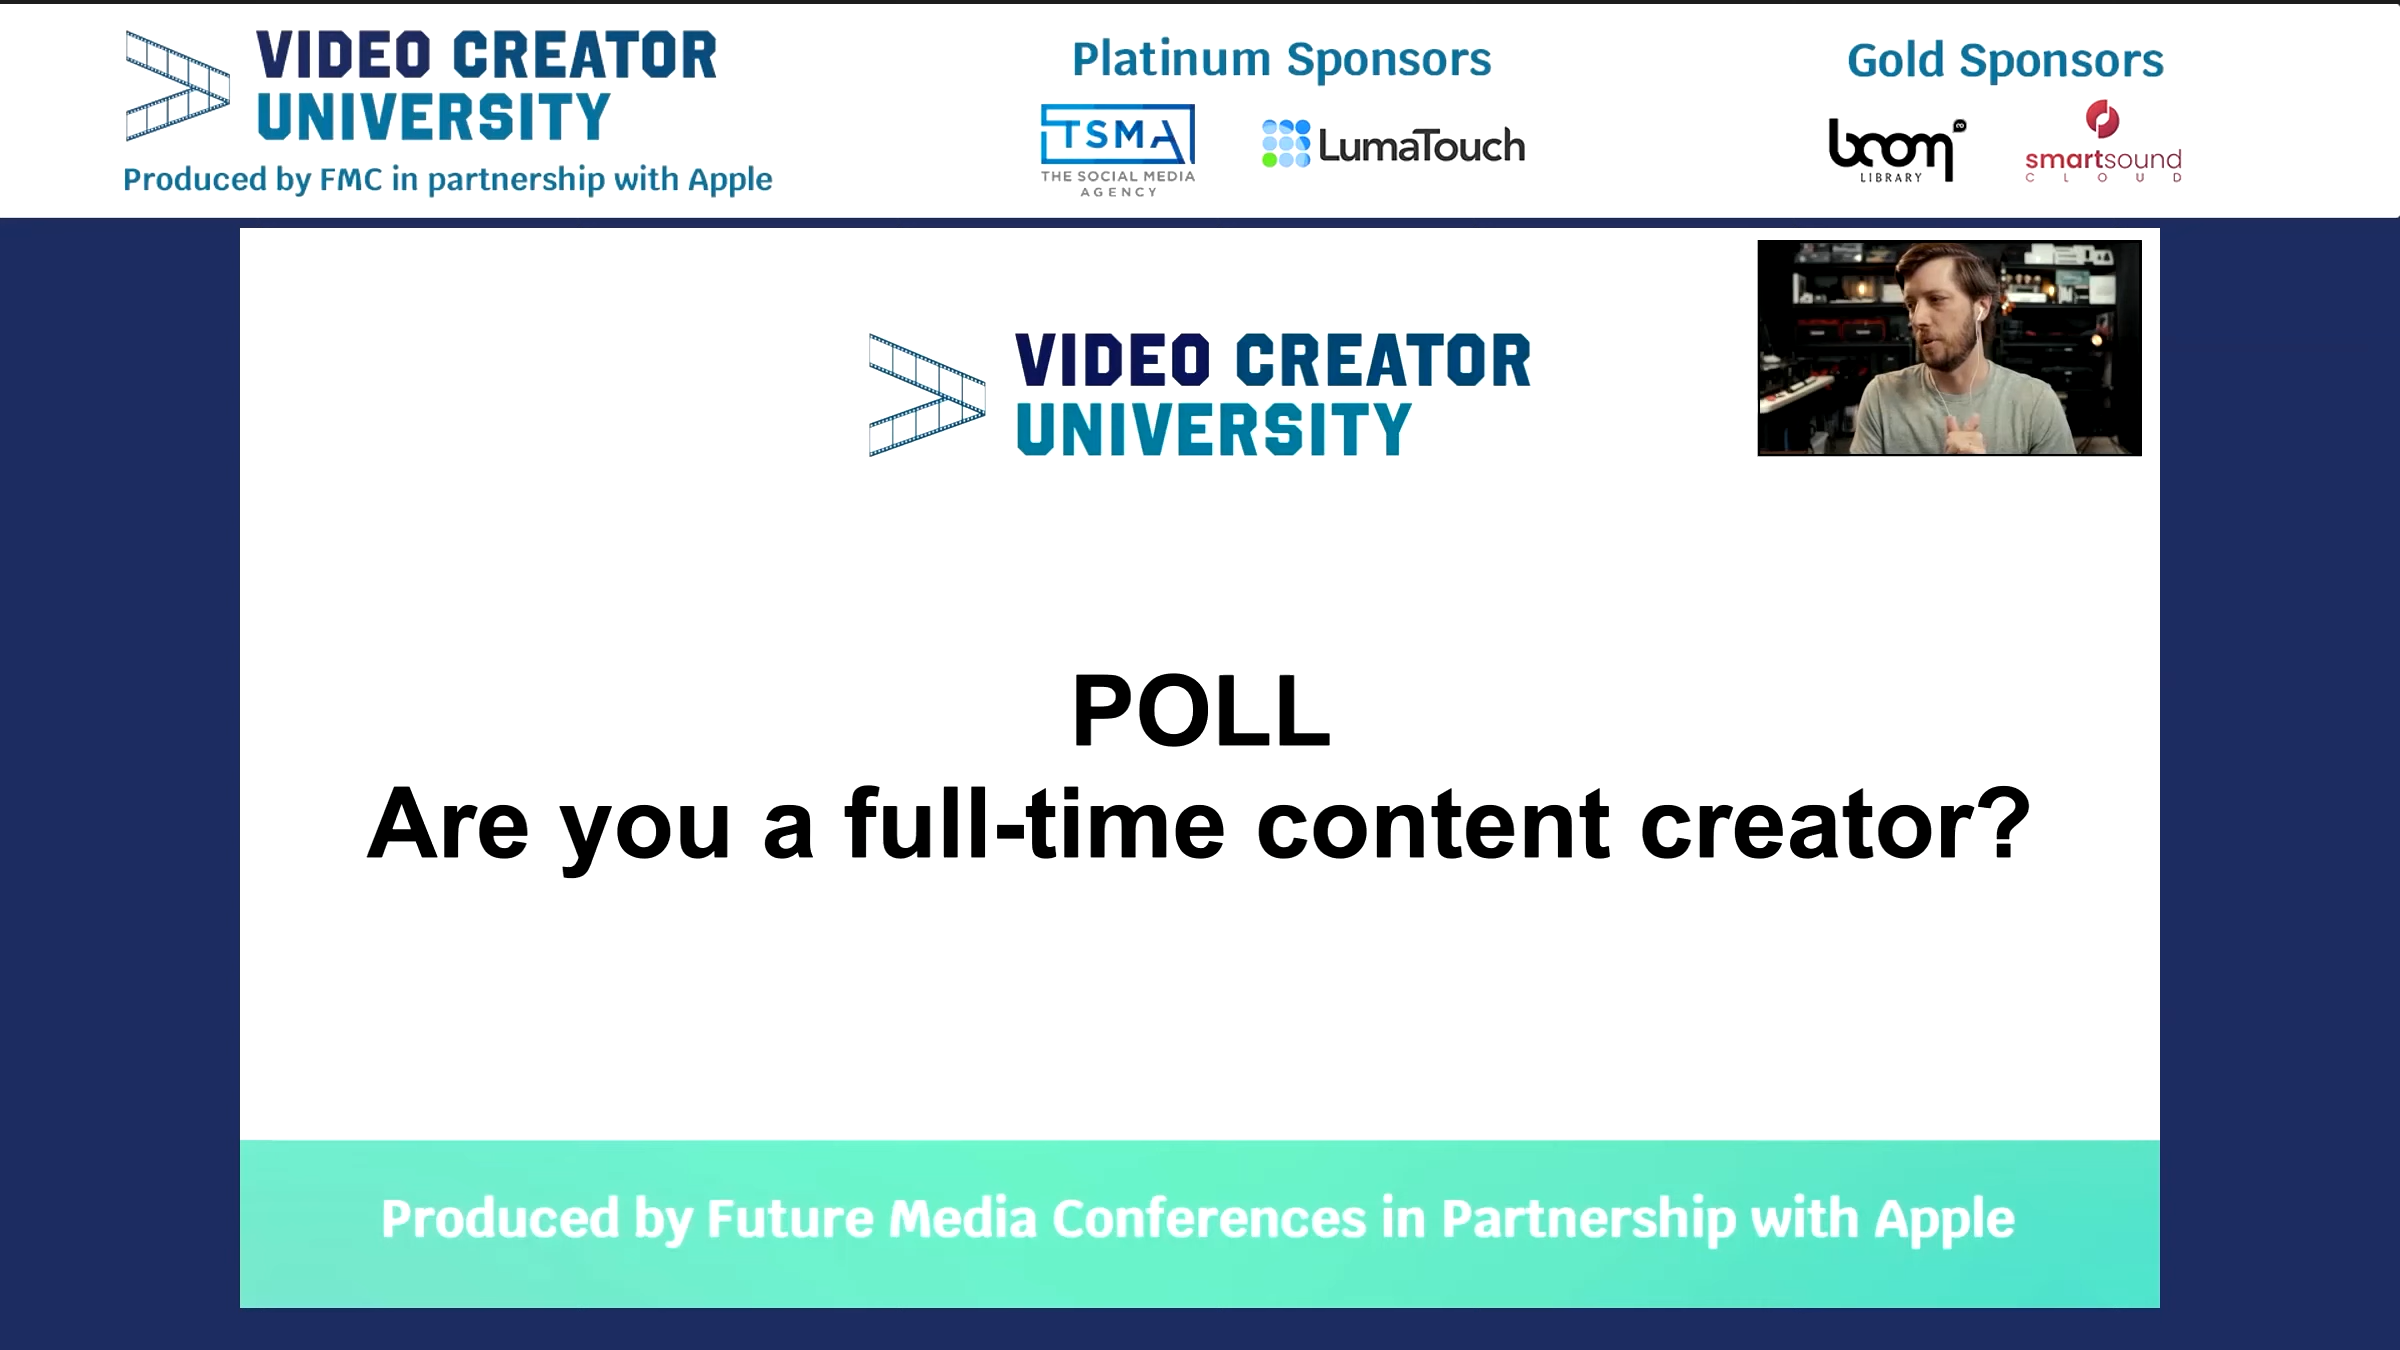 VIDEO CREATOR
UNIVERSITY
Produced by FMC in partnership with Apple
Platinum Sponsors
TSMA
THE SOCIAL MEDIA
AGENCY
LumaTouch
Gold Sponsors
boom
LIBRARY
smartsound
CLOUD
VIDEO CREATOR
UNIVERSITY
POLL
Are you a full-time content creator?
Produced by Future Media Conferences in Partnership with Apple